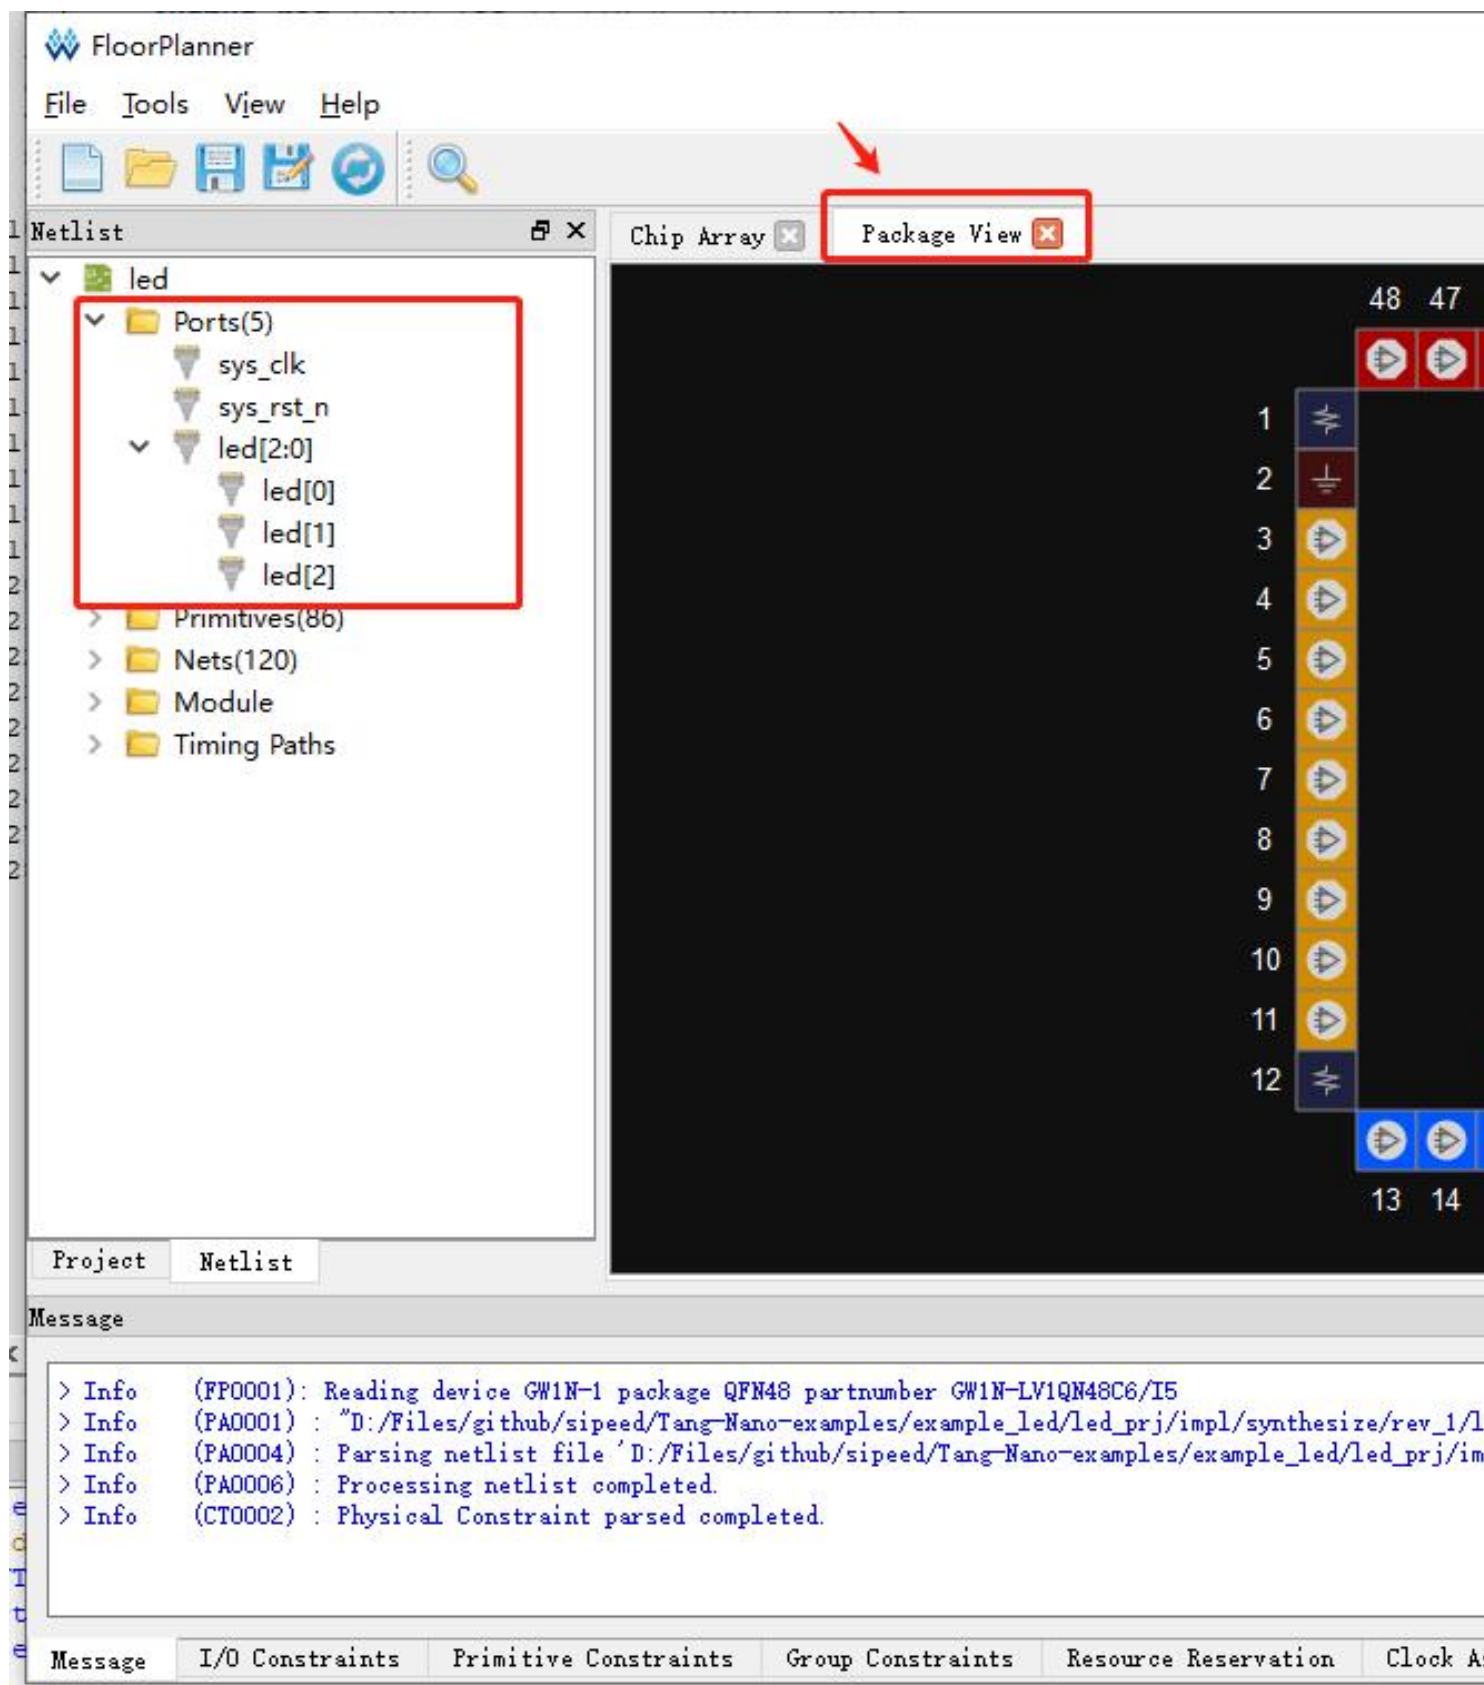 FloorPlanner
File Tools View Help
Netlist
Chip Array
Package View
led
Ports(5)
sys_clk
sys_rst_n
led[2:0]
led[0]
led[1]
led[2]
Primitives(86)
Nets(120)
Module
Timing Paths
48 47
1
2
3
4
5
6
7
8
9
10
11
12
13 14
Project Netlist
Message
> Info (FP0001): Reading device GW1N-1 package QFN48 partnumber GW1N-LV1QN48C6/I5
> Info (PA0001) : "D:/Files/github/sipeed/Tang-Nano-examples/example_led/led_prj/impl/synthesize/rev_1/l
> Info (PA0004) : Parsing netlist file 'D:/Files/github/sipeed/Tang-Nano-examples/example_led/led_prj/im
> Info (PA0006) : Processing netlist completed.
> Info (CT0002) : Physical Constraint parsed completed.
Message I/O Constraints Primitive Constraints Group Constraints Resource Reservation Clock A